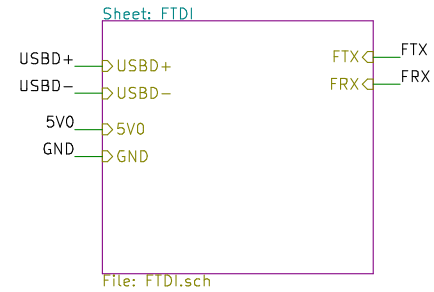 Sheet: FTDI
USBD+ USBD+ FTX FTX
USBD- USBD- FRX FRX
5V0 5V0
GND GND
File: FTDI.sch